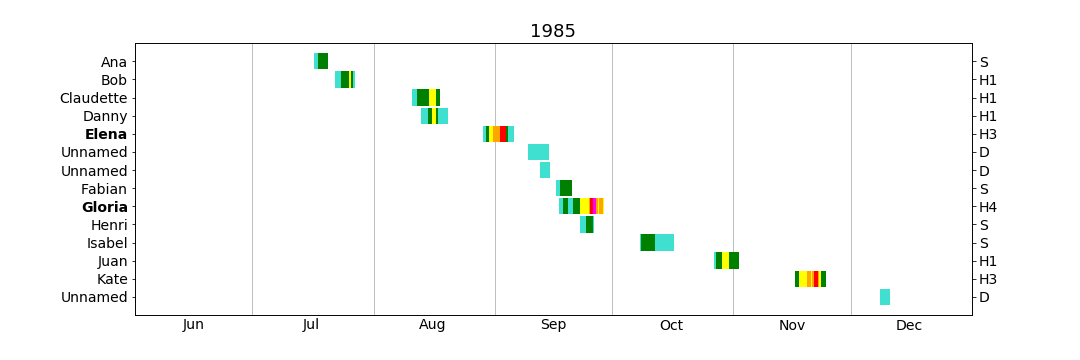 1985
Ana S
Bob H1
Claudette H1
Danny H1
Elena H3
Unnamed D
Unnamed D
Fabian S
Gloria H4
Henri S
Isabel S
Juan H1
Kate H3
Unnamed D
Jun Jul Aug Sep Oct Nov Dec